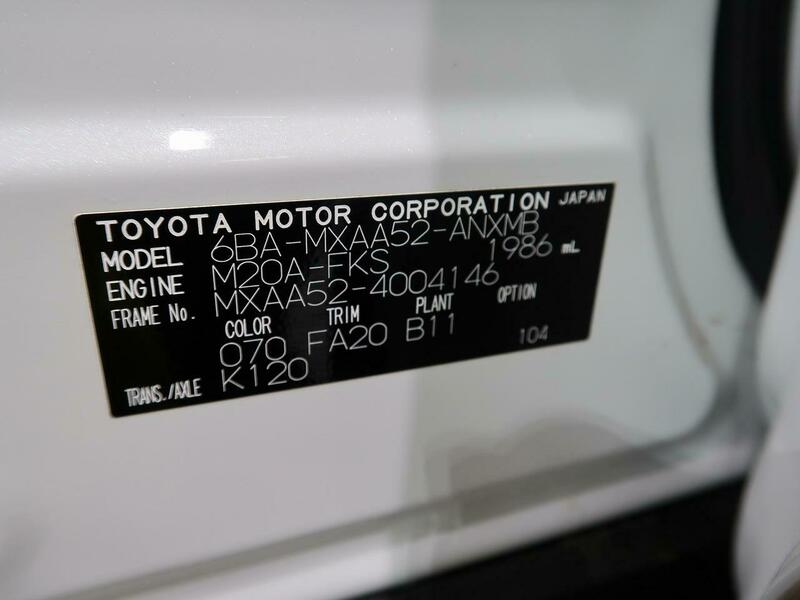 TOYOTA MOTOR CORPORATION JAPAN
MODEL 6BA-MXAA52-ANXMB
ENGINE M20A-FKS 1986 mL
FRAME No. MXAA52-4004146
COLOR TRIM PLANT OPTION
070 FA20 B11 104
TRANS./AXLE K120